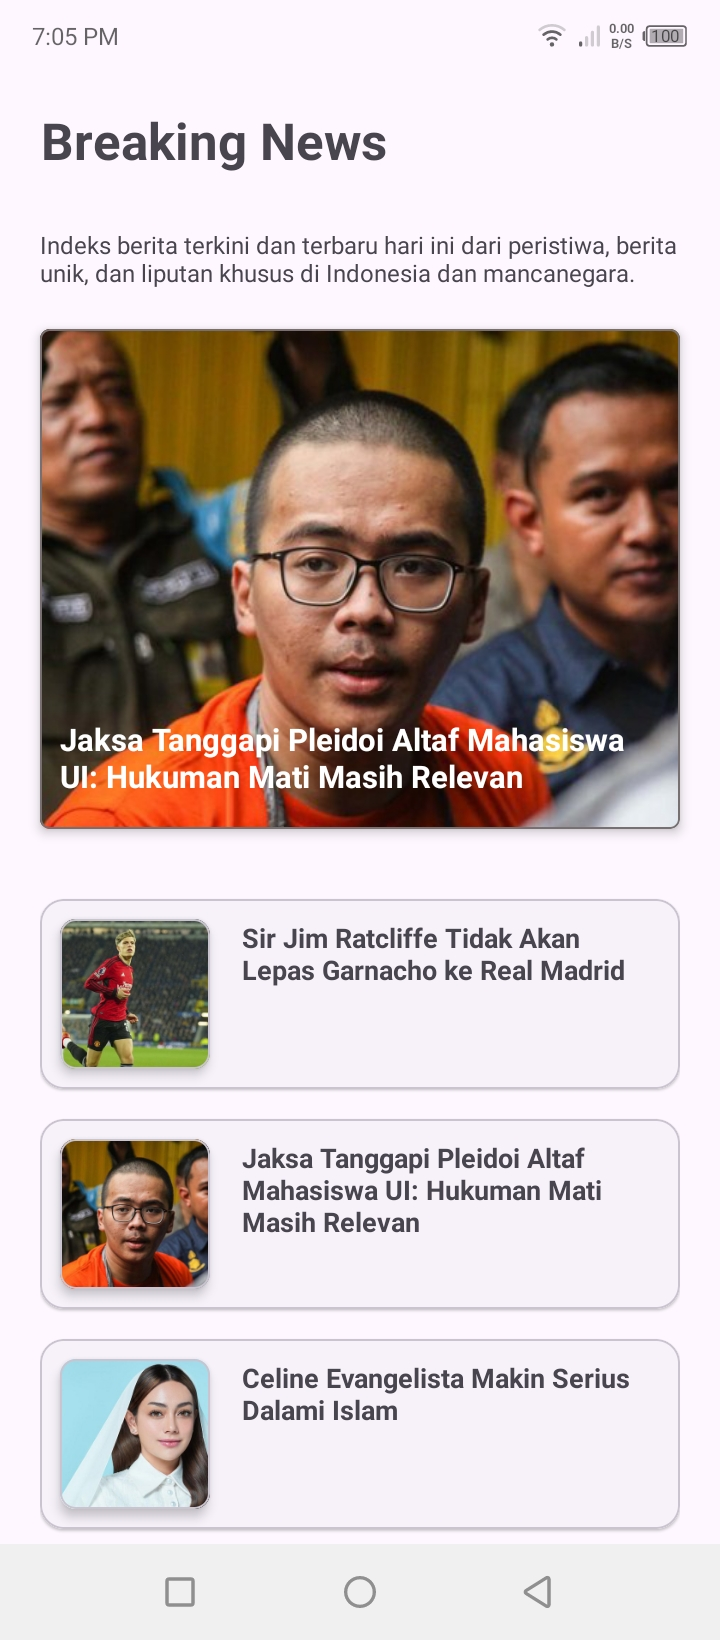 7:05 PM
0.00
B/S
100
Breaking News
Indeks berita terkini dan terbaru hari ini dari peristiwa, berita
unik, dan liputan khusus di Indonesia dan mancanegara.
Jaksa Tanggapi Pleidoi Altaf Mahasiswa
UI: Hukuman Mati Masih Relevan
Sir Jim Ratcliffe Tidak Akan
Lepas Garnacho ke Real Madrid
Jaksa Tanggapi Pleidoi Altaf
Mahasiswa UI: Hukuman Mati
Masih Relevan
Celine Evangelista Makin Serius
Dalami Islam